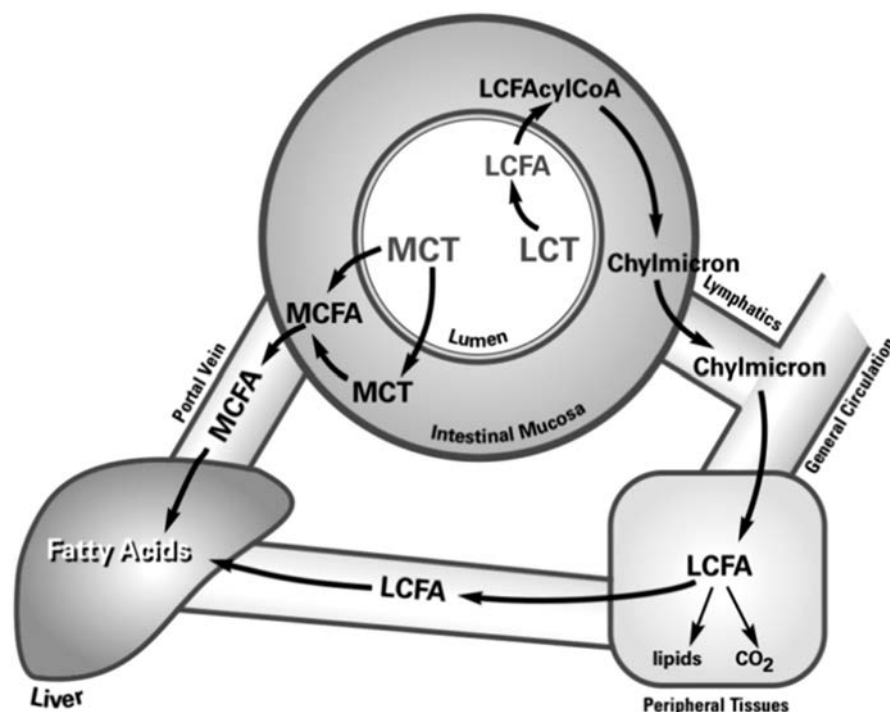 LCFAcylCoA
LCFA
MCT
LCT
Chylmicron
MCFA
Lumen
Lymphatics
MCT
Chylmicron
Portal Vein
MCFA
Intestinal Mucosa
General Circulation
Fatty Acids
LCFA
LCFA
lipids
CO₂
Liver
Peripheral Tissues